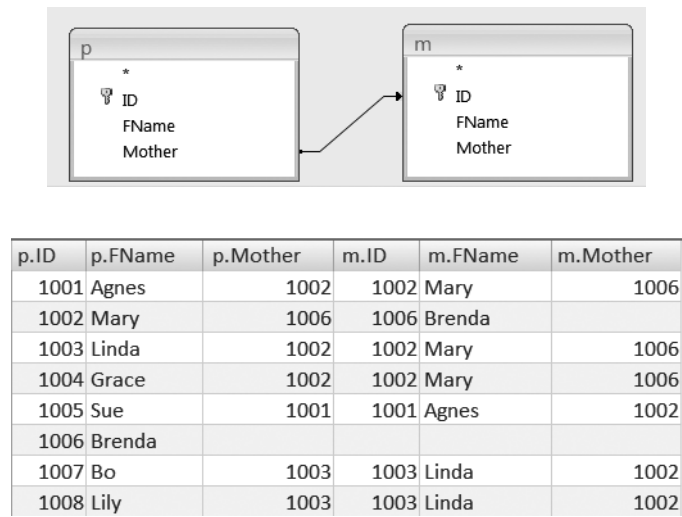 p
*
ID
FName
Mother
m
*
ID
FName
Mother
p.ID p.FName p.Mother m.ID m.FName m.Mother
1001 Agnes 1002 1002 Mary 1006
1002 Mary 1006 1006 Brenda
1003 Linda 1002 1002 Mary 1006
1004 Grace 1002 1002 Mary 1006
1005 Sue 1001 1001 Agnes 1002
1006 Brenda
1007 Bo 1003 1003 Linda 1002
1008 Lily 1003 1003 Linda 1002